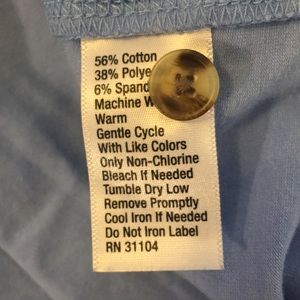 56% Cotton
38% Polye
6% Spand
Machine W
Warm
Gentle Cycle
With Like Colors
Only Non-Chlorine
Bleach If Needed
Tumble Dry Low
Remove Promptly
Cool Iron If Needed
Do Not Iron Label
RN 31104